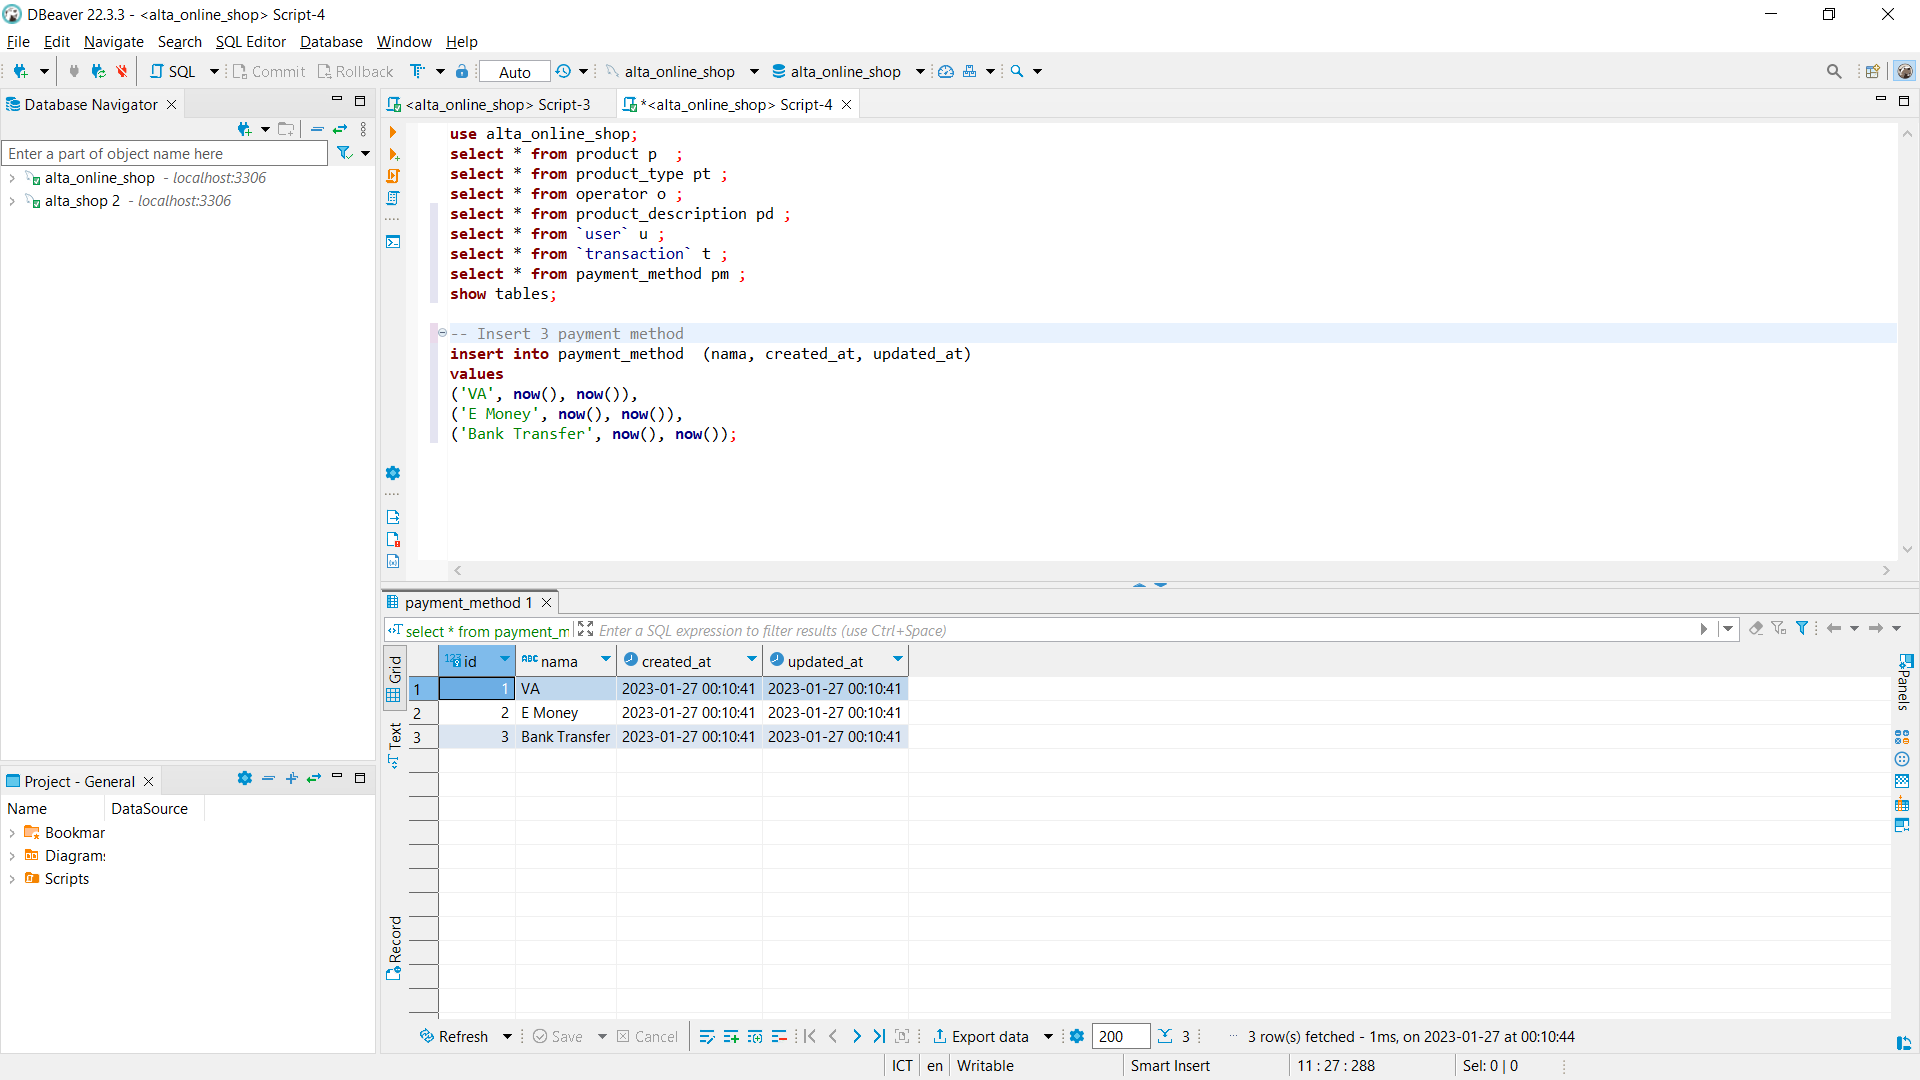 DBeaver 22.3.3 - <alta_online_shop> Script-4
File Edit Navigate Search SQL Editor Database Window Help
SQL Commit Rollback Auto alta_online_shop alta_online_shop
Database Navigator
Enter a part of object name here
alta_online_shop - localhost:3306
alta_shop 2 - localhost:3306
<alta_online_shop> Script-3
*<alta_online_shop> Script-4
use alta_online_shop;
select * from product p  ;
select * from product_type pt ;
select * from operator o ;
select * from product_description pd ;
select * from `user` u ;
select * from `transaction` t ;
select * from payment_method pm ;
show tables;
-- Insert 3 payment method
insert into payment_method  (nama, created_at, updated_at)
values
('VA', now(), now()),
('E Money', now(), now()),
('Bank Transfer', now(), now());
payment_method 1
select * from payment_m
Enter a SQL expression to filter results (use Ctrl+Space)
Grid
Text
Record
123 id ABC nama created_at updated_at
1 1 VA 2023-01-27 00:10:41 2023-01-27 00:10:41
2 2 E Money 2023-01-27 00:10:41 2023-01-27 00:10:41
3 3 Bank Transfer 2023-01-27 00:10:41 2023-01-27 00:10:41
Panels
Project - General
Name DataSource
Bookmar
Diagrams
Scripts
Refresh Save Cancel Export data 200 3 ··· 3 row(s) fetched - 1ms, on 2023-01-27 at 00:10:44
ICT en Writable Smart Insert 11 : 27 : 288 Sel: 0 | 0